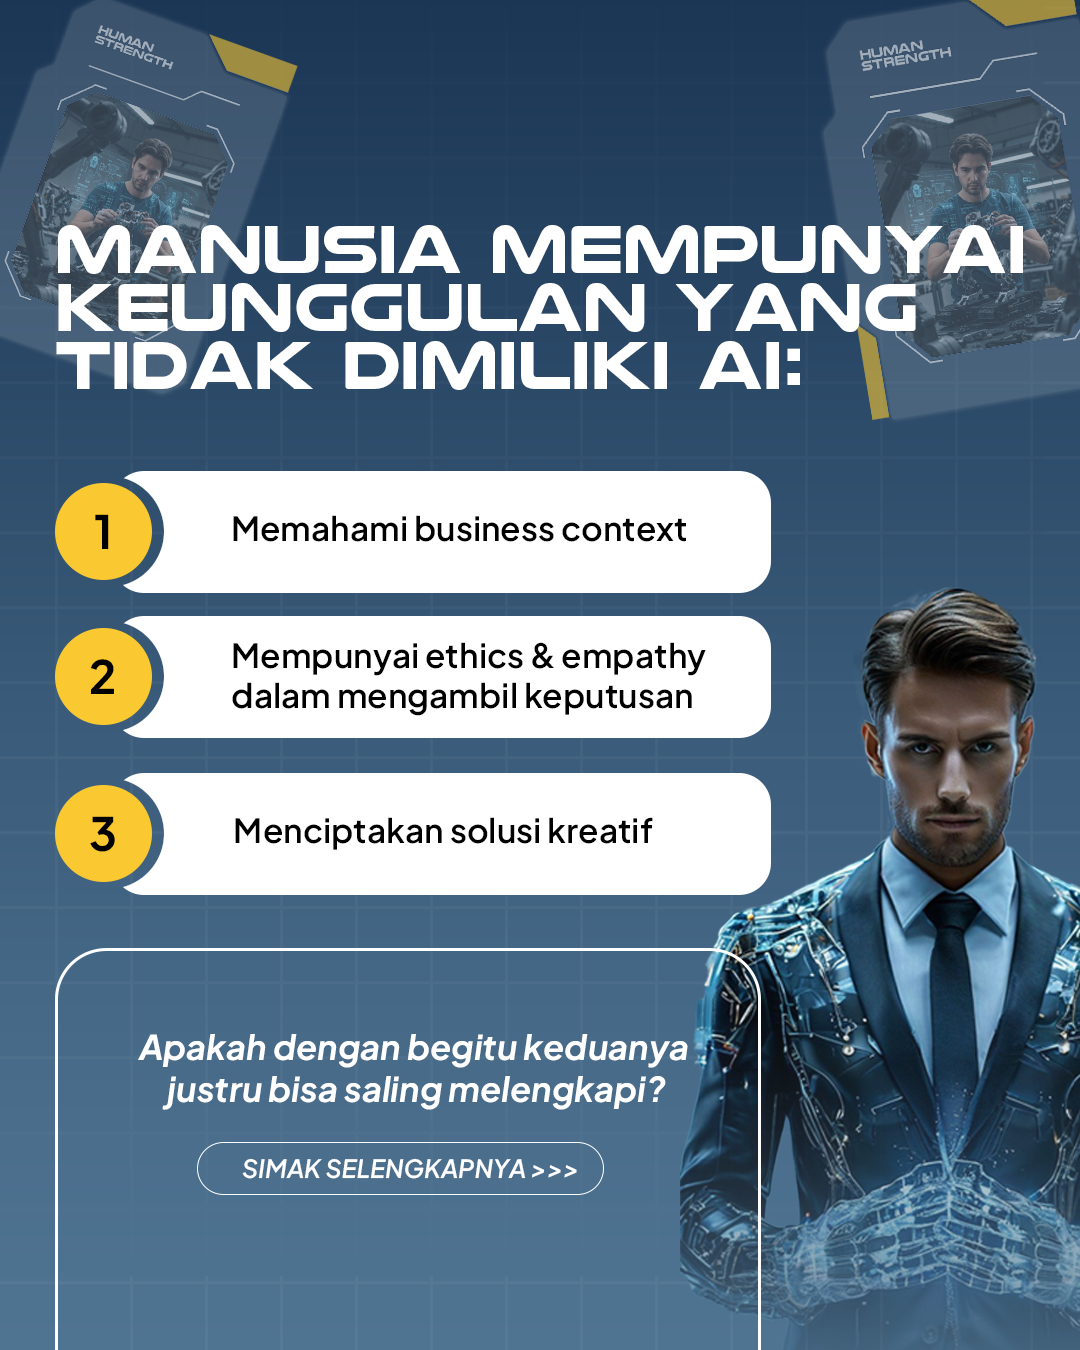 HUMAN
STRENGTH
HUMAN
STRENGTH
MANUSIA MEMPUNYAI
KEUNGGULAN YANG
TIDAK DIMILIKI AI:
1
Memahami business context
2
Mempunyai ethics & empathy
dalam mengambil keputusan
3
Menciptakan solusi kreatif
Apakah dengan begitu keduanya
justru bisa saling melengkapi?
SIMAK SELENGKAPNYA >>>